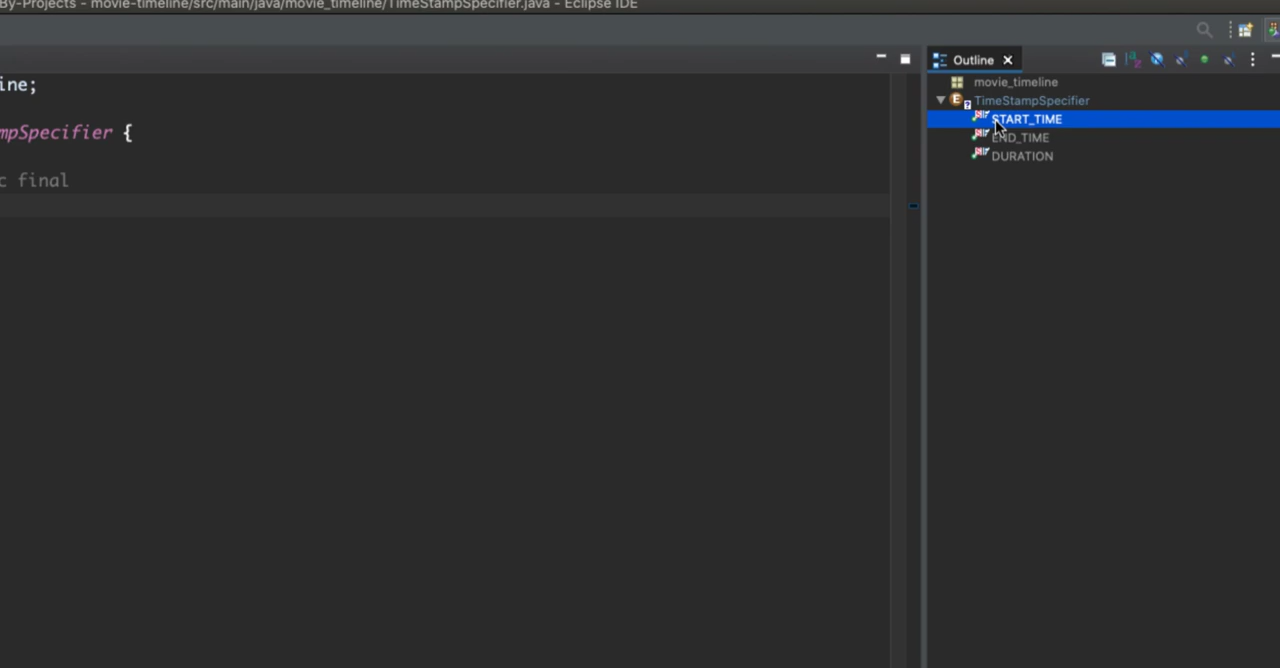 By-Projects - movie-timeline/src/main/java/movie_timeline/TimeStampSpecifier.java - Eclipse IDE
Outline
ine;
movie_timeline
TimeStampSpecifier
START_TIME
mpSpecifier {
END_TIME
DURATION
c final